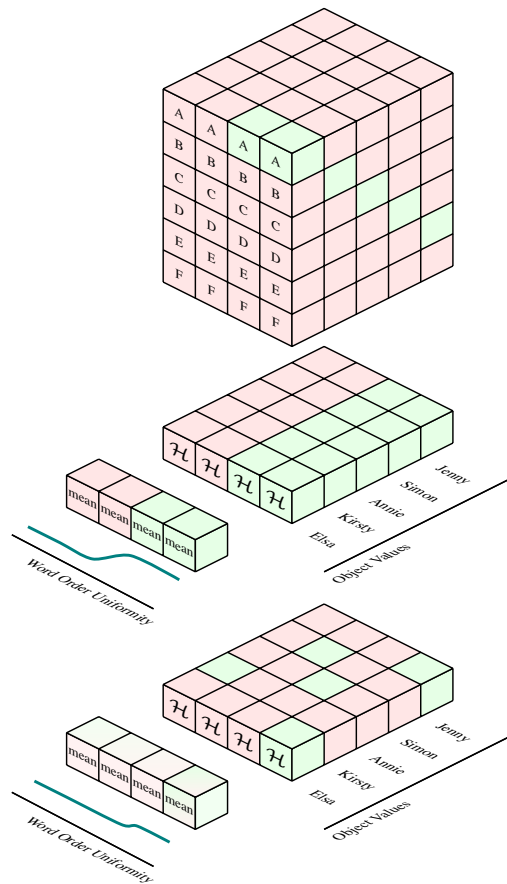 A A A A
B B B B
C C C C
D D D D
E E E E
F F F F
ℋ ℋ ℋ ℋ
mean mean mean mean
Elsa Kirsty Annie Simon Jenny
Object Values
Word Order Uniformity
ℋ ℋ ℋ ℋ
mean mean mean mean
Elsa Kirsty Annie Simon Jenny
Object Values
Word Order Uniformity